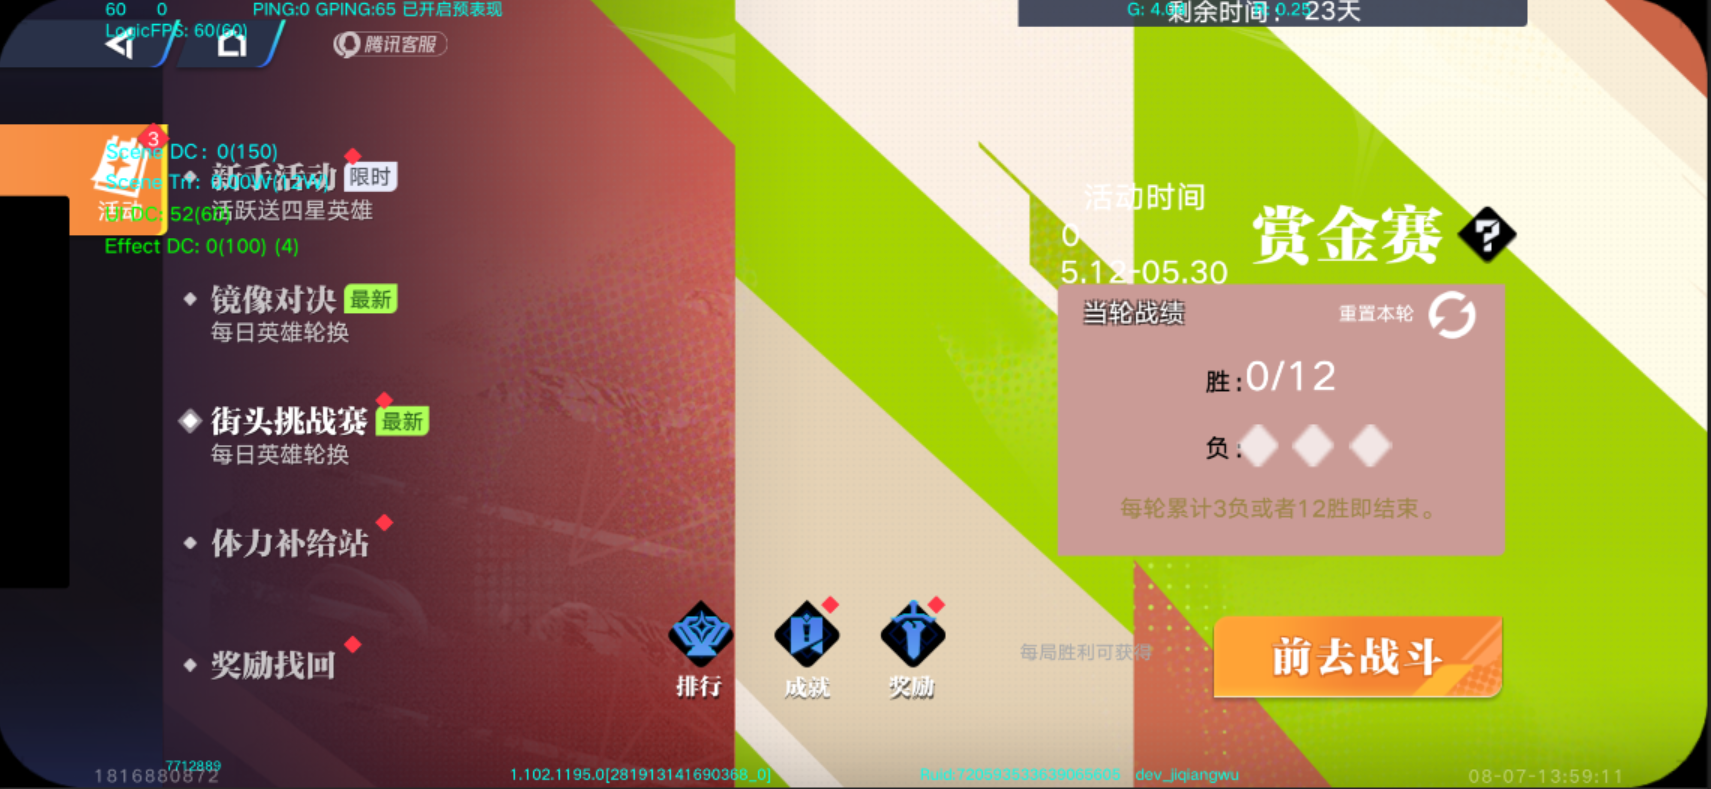 60 0 PING:0 GPING:65 已开启预表现
LogicFPS: 60(60)
腾讯客服
剩余时间： 23天
3
活动
Scene DC: 0(150)
UI DC: 52(60)
Effect DC: 0(100) (4)
新手活动 限时
活跃送四星英雄
镜像对决 最新
每日英雄轮换
街头挑战赛 最新
每日英雄轮换
体力补给站
奖励找回
活动时间
0
5.12-05.30
赏金赛 ?
当轮战绩 重置本轮
胜:0/12
负:
每轮累计3负或者12胜即结束。
排行 成就 奖励
每局胜利可获得
前去战斗
7712889
1816880872
1.102.1195.0[281913141690368_0]
dev_jiqiangwu
08-07-13:59:11